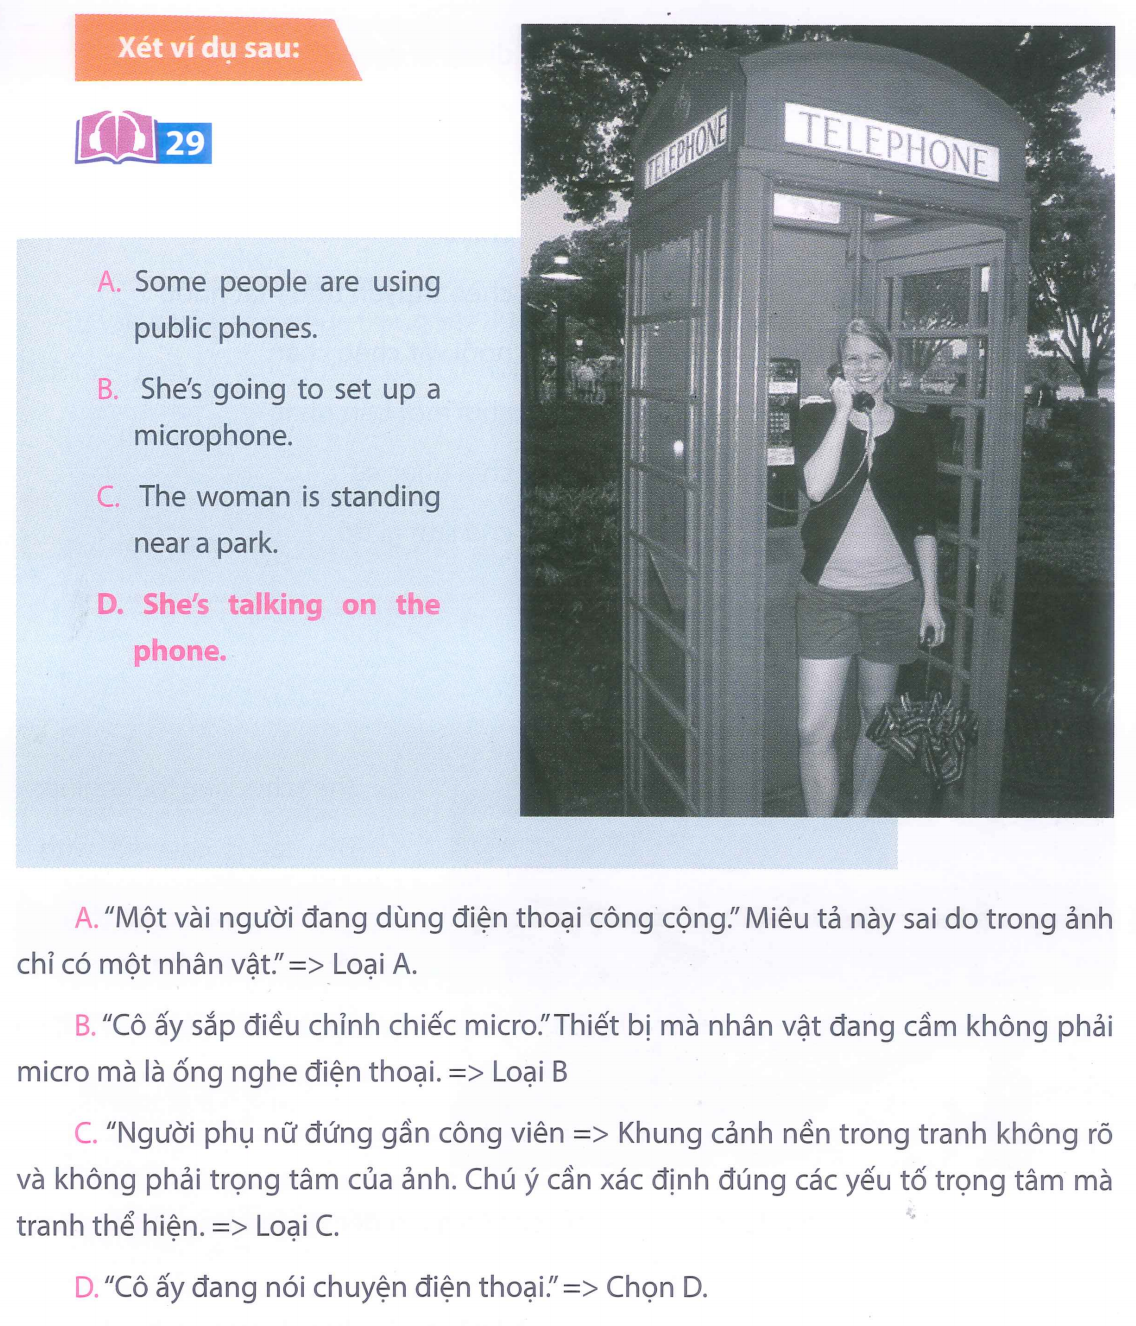 Xét ví dụ sau:
29
TELEPHONE
TELEPHONE
A. Some people are using
public phones.
B. She's going to set up a
microphone.
C. The woman is standing
near a park.
D. She's talking on the
phone.
A. “Một vài người đang dùng điện thoại công cộng.” Miêu tả này sai do trong ảnh
chỉ có một nhân vật.” => Loại A.
B. “Cô ấy sắp điều chỉnh chiếc micro.” Thiết bị mà nhân vật đang cầm không phải
micro mà là ống nghe điện thoại. => Loại B
C. “Người phụ nữ đứng gần công viên => Khung cảnh nền trong tranh không rõ
và không phải trọng tâm của ảnh. Chú ý cần xác định đúng các yếu tố trọng tâm mà
tranh thể hiện. => Loại C.
D. “Cô ấy đang nói chuyện điện thoại.” => Chọn D.